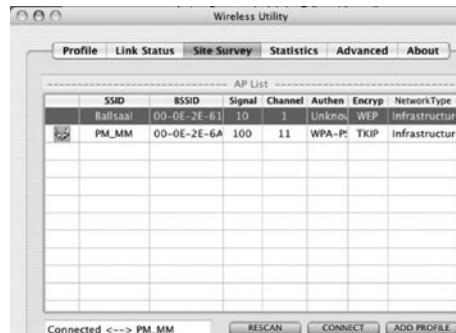 Wireless Utility
Profile Link Status Site Survey Statistics Advanced About
AP List
SSID BSSID Signal Channel Authen Encryp NetworkType
Ballsaal 00-0E-2E-61 10 1 Unknov WEP Infrastructur
PM_MM 00-0E-2E-6A 100 11 WPA-P TKIP Infrastructur
Connected <--> PM_MM RESCAN CONNECT ADD PROFILE